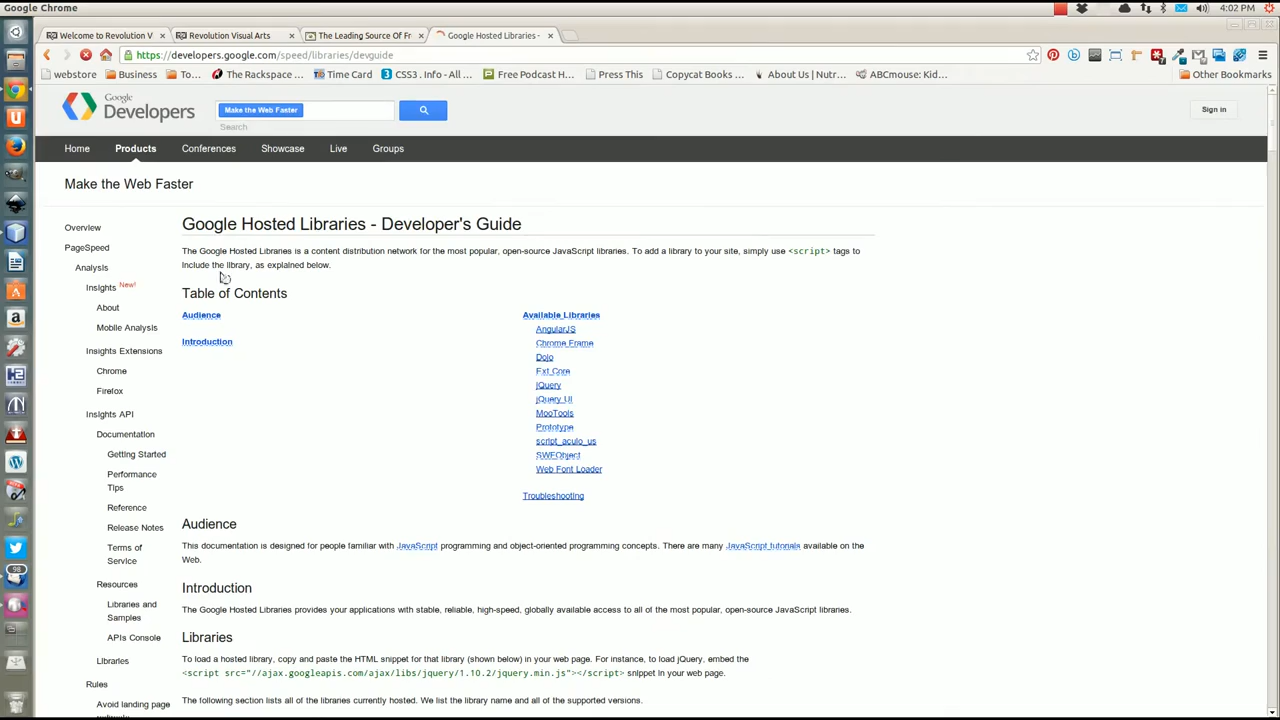 Google Chrome
4:02 PM
Welcome to Revolution V
Revolution Visual Arts
The Leading Source Of Fr
Google Hosted Libraries -
https://developers.google.com/speed/libraries/devguide
webstore
Business
To...
The Rackspace ...
Time Card
CSS3 . Info - All ...
Free Podcast H...
Press This
Copycat Books ...
About Us | Nutr...
ABCmouse: Kid...
Other Bookmarks
Google
Developers
Make the Web Faster
Search
Sign in
Home
Products
Conferences
Showcase
Live
Groups
Make the Web Faster
Overview
PageSpeed
Analysis
Insights New!
About
Mobile Analysis
Insights Extensions
Chrome
Firefox
Insights API
Documentation
Getting Started
Performance
Tips
Reference
Release Notes
Terms of
Service
Resources
Libraries and
Samples
APIs Console
Libraries
Rules
Avoid landing page
Google Hosted Libraries - Developer's Guide
The Google Hosted Libraries is a content distribution network for the most popular, open-source JavaScript libraries. To add a library to your site, simply use <script> tags to
include the library, as explained below.
Table of Contents
Audience
Introduction
Available Libraries
AngularJS
Chrome Frame
Dojo
Ext Core
jQuery
jQuery UI
MooTools
Prototype
script_aculo_us
SWFObject
Web Font Loader
Troubleshooting
Audience
This documentation is designed for people familiar with JavaScript programming and object-oriented programming concepts. There are many JavaScript tutorials available on the
Web.
Introduction
The Google Hosted Libraries provides your applications with stable, reliable, high-speed, globally available access to all of the most popular, open-source JavaScript libraries.
Libraries
To load a hosted library, copy and paste the HTML snippet for that library (shown below) in your web page. For instance, to load jQuery, embed the
<script src="//ajax.googleapis.com/ajax/libs/jquery/1.10.2/jquery.min.js"></script> snippet in your web page.
The following section lists all of the libraries currently hosted. We list the library name and all of the supported versions.
98